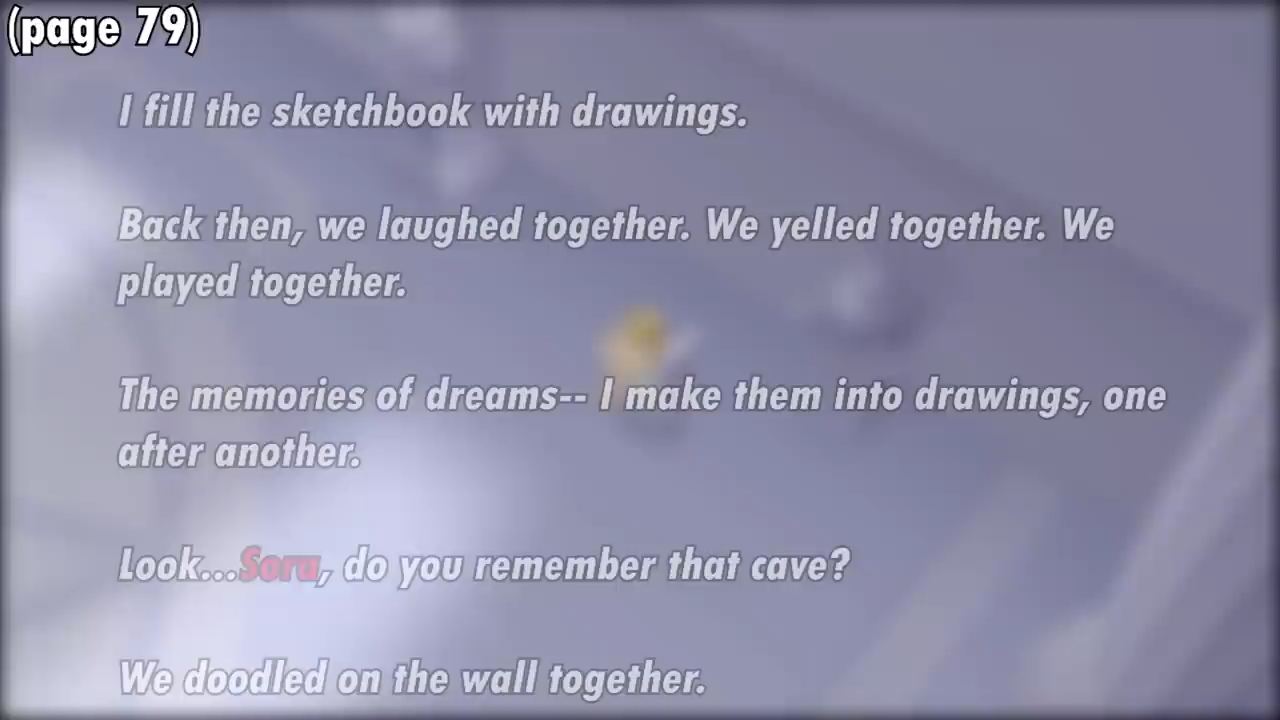 (page 79)
I fill the sketchbook with drawings.
Back then, we laughed together. We yelled together. We
played together.
The memories of dreams-- I make them into drawings, one
after another.
Look...Sora, do you remember that cave?
We doodled on the wall together.